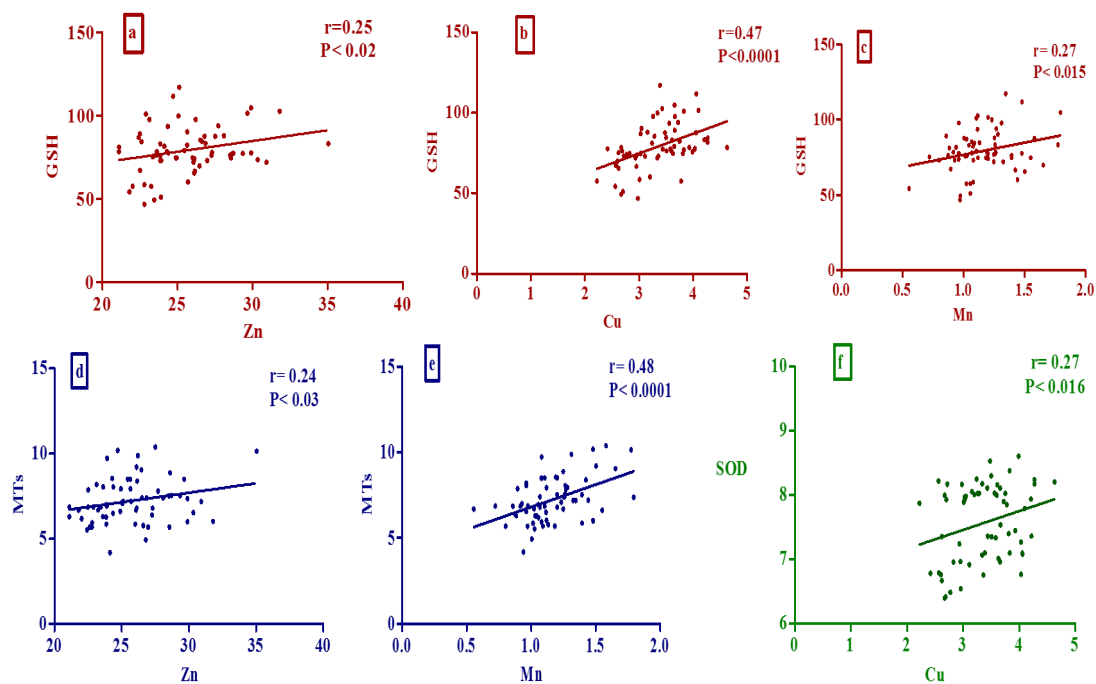 a
r=0.25
P< 0.02
150
100
50
0
GSH
20 25 30 35 40
Zn
b
r=0.47
P<0.0001
150
100
50
0
GSH
0 1 2 3 4 5
Cu
c
r= 0.27
P< 0.015
150
100
50
0
GSH
0.0 0.5 1.0 1.5 2.0
Mn
d
r= 0.24
P< 0.03
15
10
5
0
MTs
20 25 30 35 40
Zn
e
r= 0.48
P< 0.0001
15
10
5
0
MTs
0.0 0.5 1.0 1.5 2.0
Mn
f
r= 0.27
P< 0.016
10
9
8
7
6
SOD
0 1 2 3 4 5
Cu